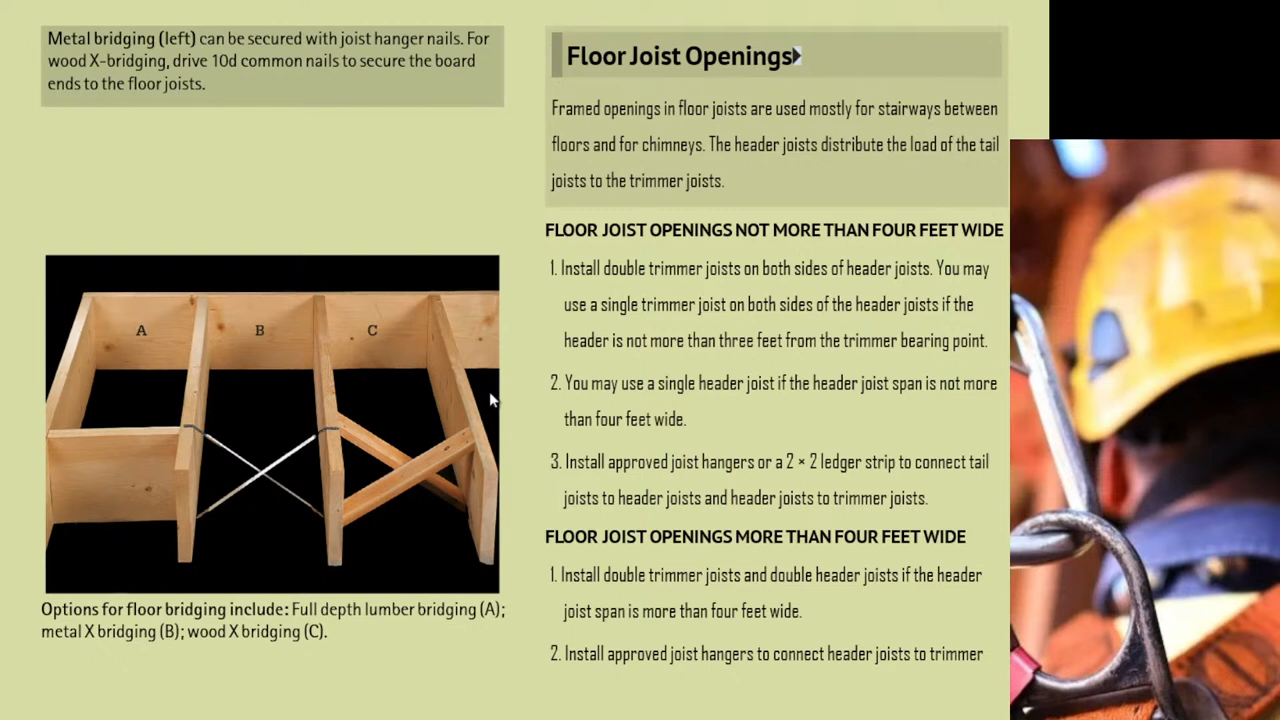 Metal bridging (left) can be secured with joist hanger nails. For
wood X-bridging, drive 10d common nails to secure the board
ends to the floor joists.
A
B
C
Options for floor bridging include: Full depth lumber bridging (A);
metal X bridging (B); wood X bridging (C).
Floor Joist Openings
Framed openings in floor joists are used mostly for stairways between
floors and for chimneys. The header joists distribute the load of the tail
joists to the trimmer joists.
FLOOR JOIST OPENINGS NOT MORE THAN FOUR FEET WIDE
1. Install double trimmer joists on both sides of header joists. You may
use a single trimmer joist on both sides of the header joists if the
header is not more than three feet from the trimmer bearing point.
2. You may use a single header joist if the header joist span is not more
than four feet wide.
3. Install approved joist hangers or a 2 × 2 ledger strip to connect tail
joists to header joists and header joists to trimmer joists.
FLOOR JOIST OPENINGS MORE THAN FOUR FEET WIDE
1. Install double trimmer joists and double header joists if the header
joist span is more than four feet wide.
2. Install approved joist hangers to connect header joists to trimmer